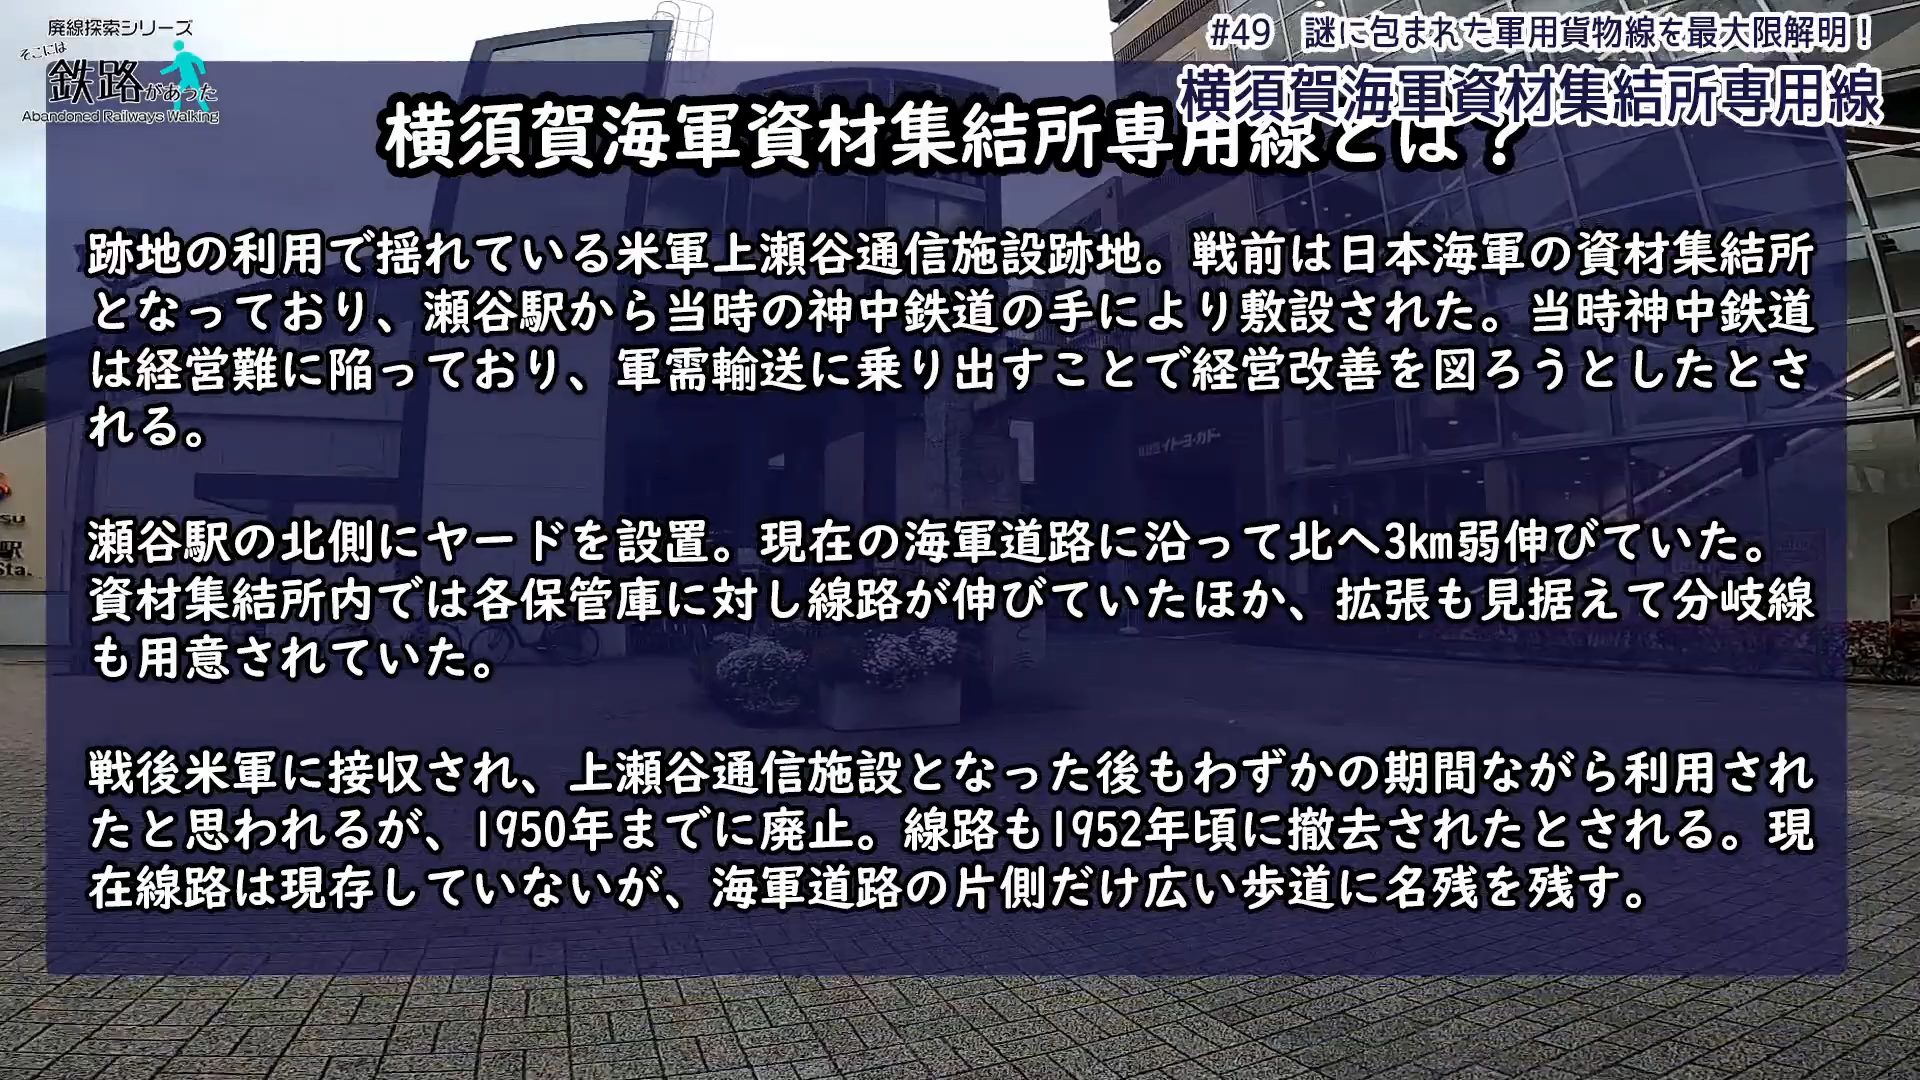 廃線探索シリーズ
そこには
鉄路があった
Abandoned Railways Walking
#49 謎に包まれた軍用貨物線を最大限解明!
横須賀海軍資材集結所専用線
横須賀海軍資材集結所専用線とは?
跡地の利用で揺れている米軍上瀬谷通信施設跡地。戦前は日本海軍の資材集結所
となっており、瀬谷駅から当時の神中鉄道の手により敷設された。当時神中鉄道
は経営難に陥っており、軍需輸送に乗り出すことで経営改善を図ろうとしたとさ
れる。
瀬谷駅の北側にヤードを設置。現在の海軍道路に沿って北へ3㎞弱伸びていた。
資材集結所内では各保管庫に対し線路が伸びていたほか、拡張も見据えて分岐線
も用意されていた。
戦後米軍に接収され、上瀬谷通信施設となった後もわずかの期間ながら利用され
たと思われるが、1950年までに廃止。線路も1952年頃に撤去されたとされる。現
在線路は現存していないが、海軍道路の片側だけ広い歩道に名残を残す。
イトーヨーカドー
su
駅
Sta.